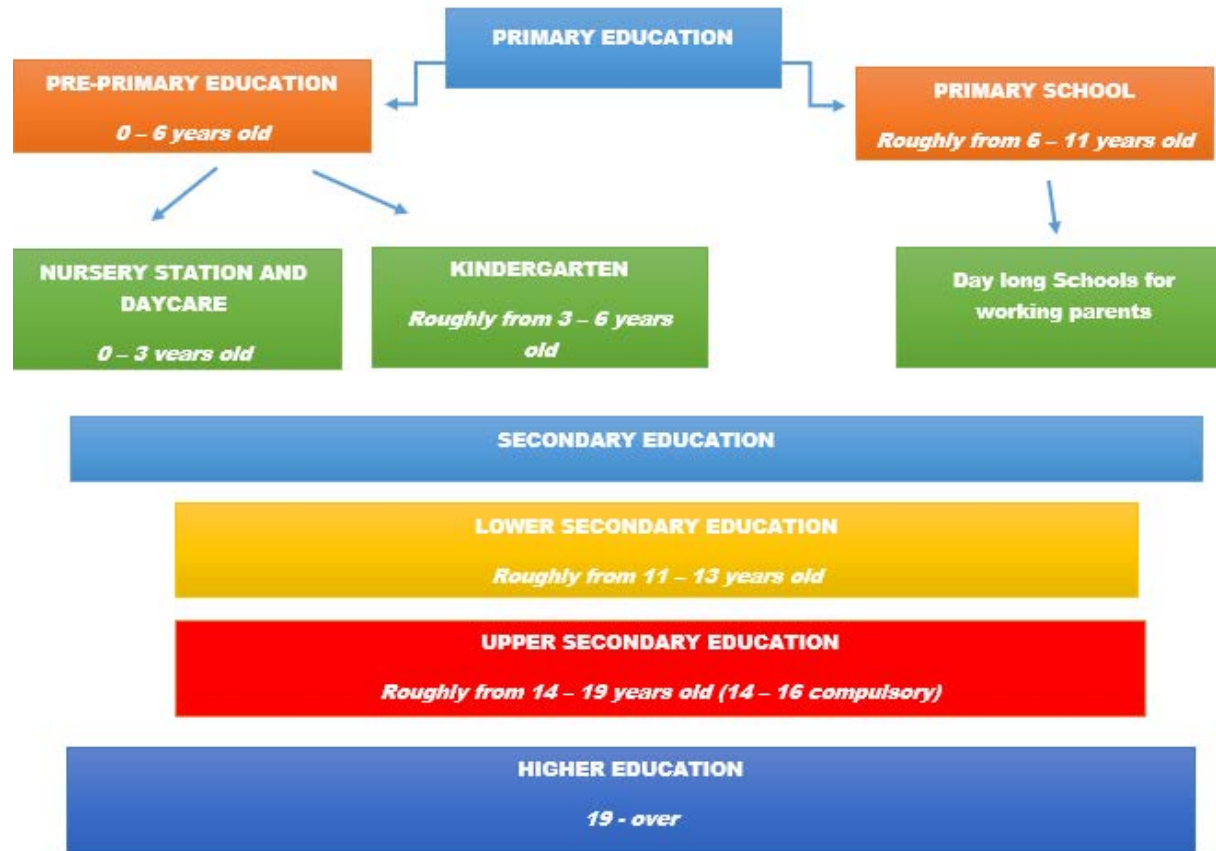 PRIMARY EDUCATION
PRE-PRIMARY EDUCATION
0 – 6 years old
PRIMARY SCHOOL
Roughly from 6 – 11 years old
NURSERY STATION AND
DAYCARE
0 – 3 years old
KINDERGARTEN
Roughly from 3 – 6 years
old
Day long Schools for
working parents
SECONDARY EDUCATION
LOWER SECONDARY EDUCATION
Roughly from 11 – 13 years old
UPPER SECONDARY EDUCATION
Roughly from 14 – 19 years old (14 – 16 compulsory)
HIGHER EDUCATION
19 - over